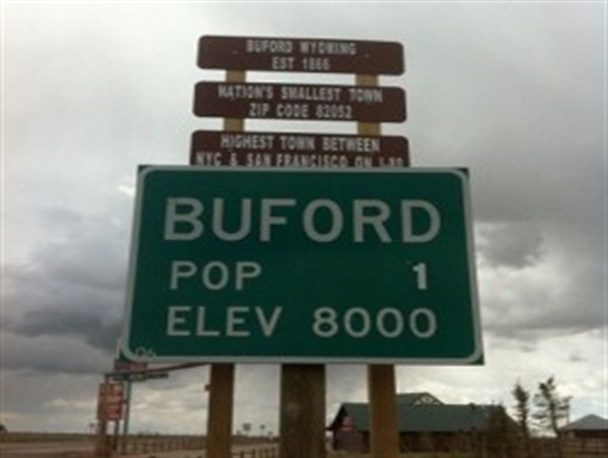 BUFORD WYOMING
EST 1866
NATION'S SMALLEST TOWN
ZIP CODE 82052
HIGHEST TOWN BETWEEN
NYC & SAN FRANCISCO ON I-80
BUFORD
POP 1
ELEV 8000